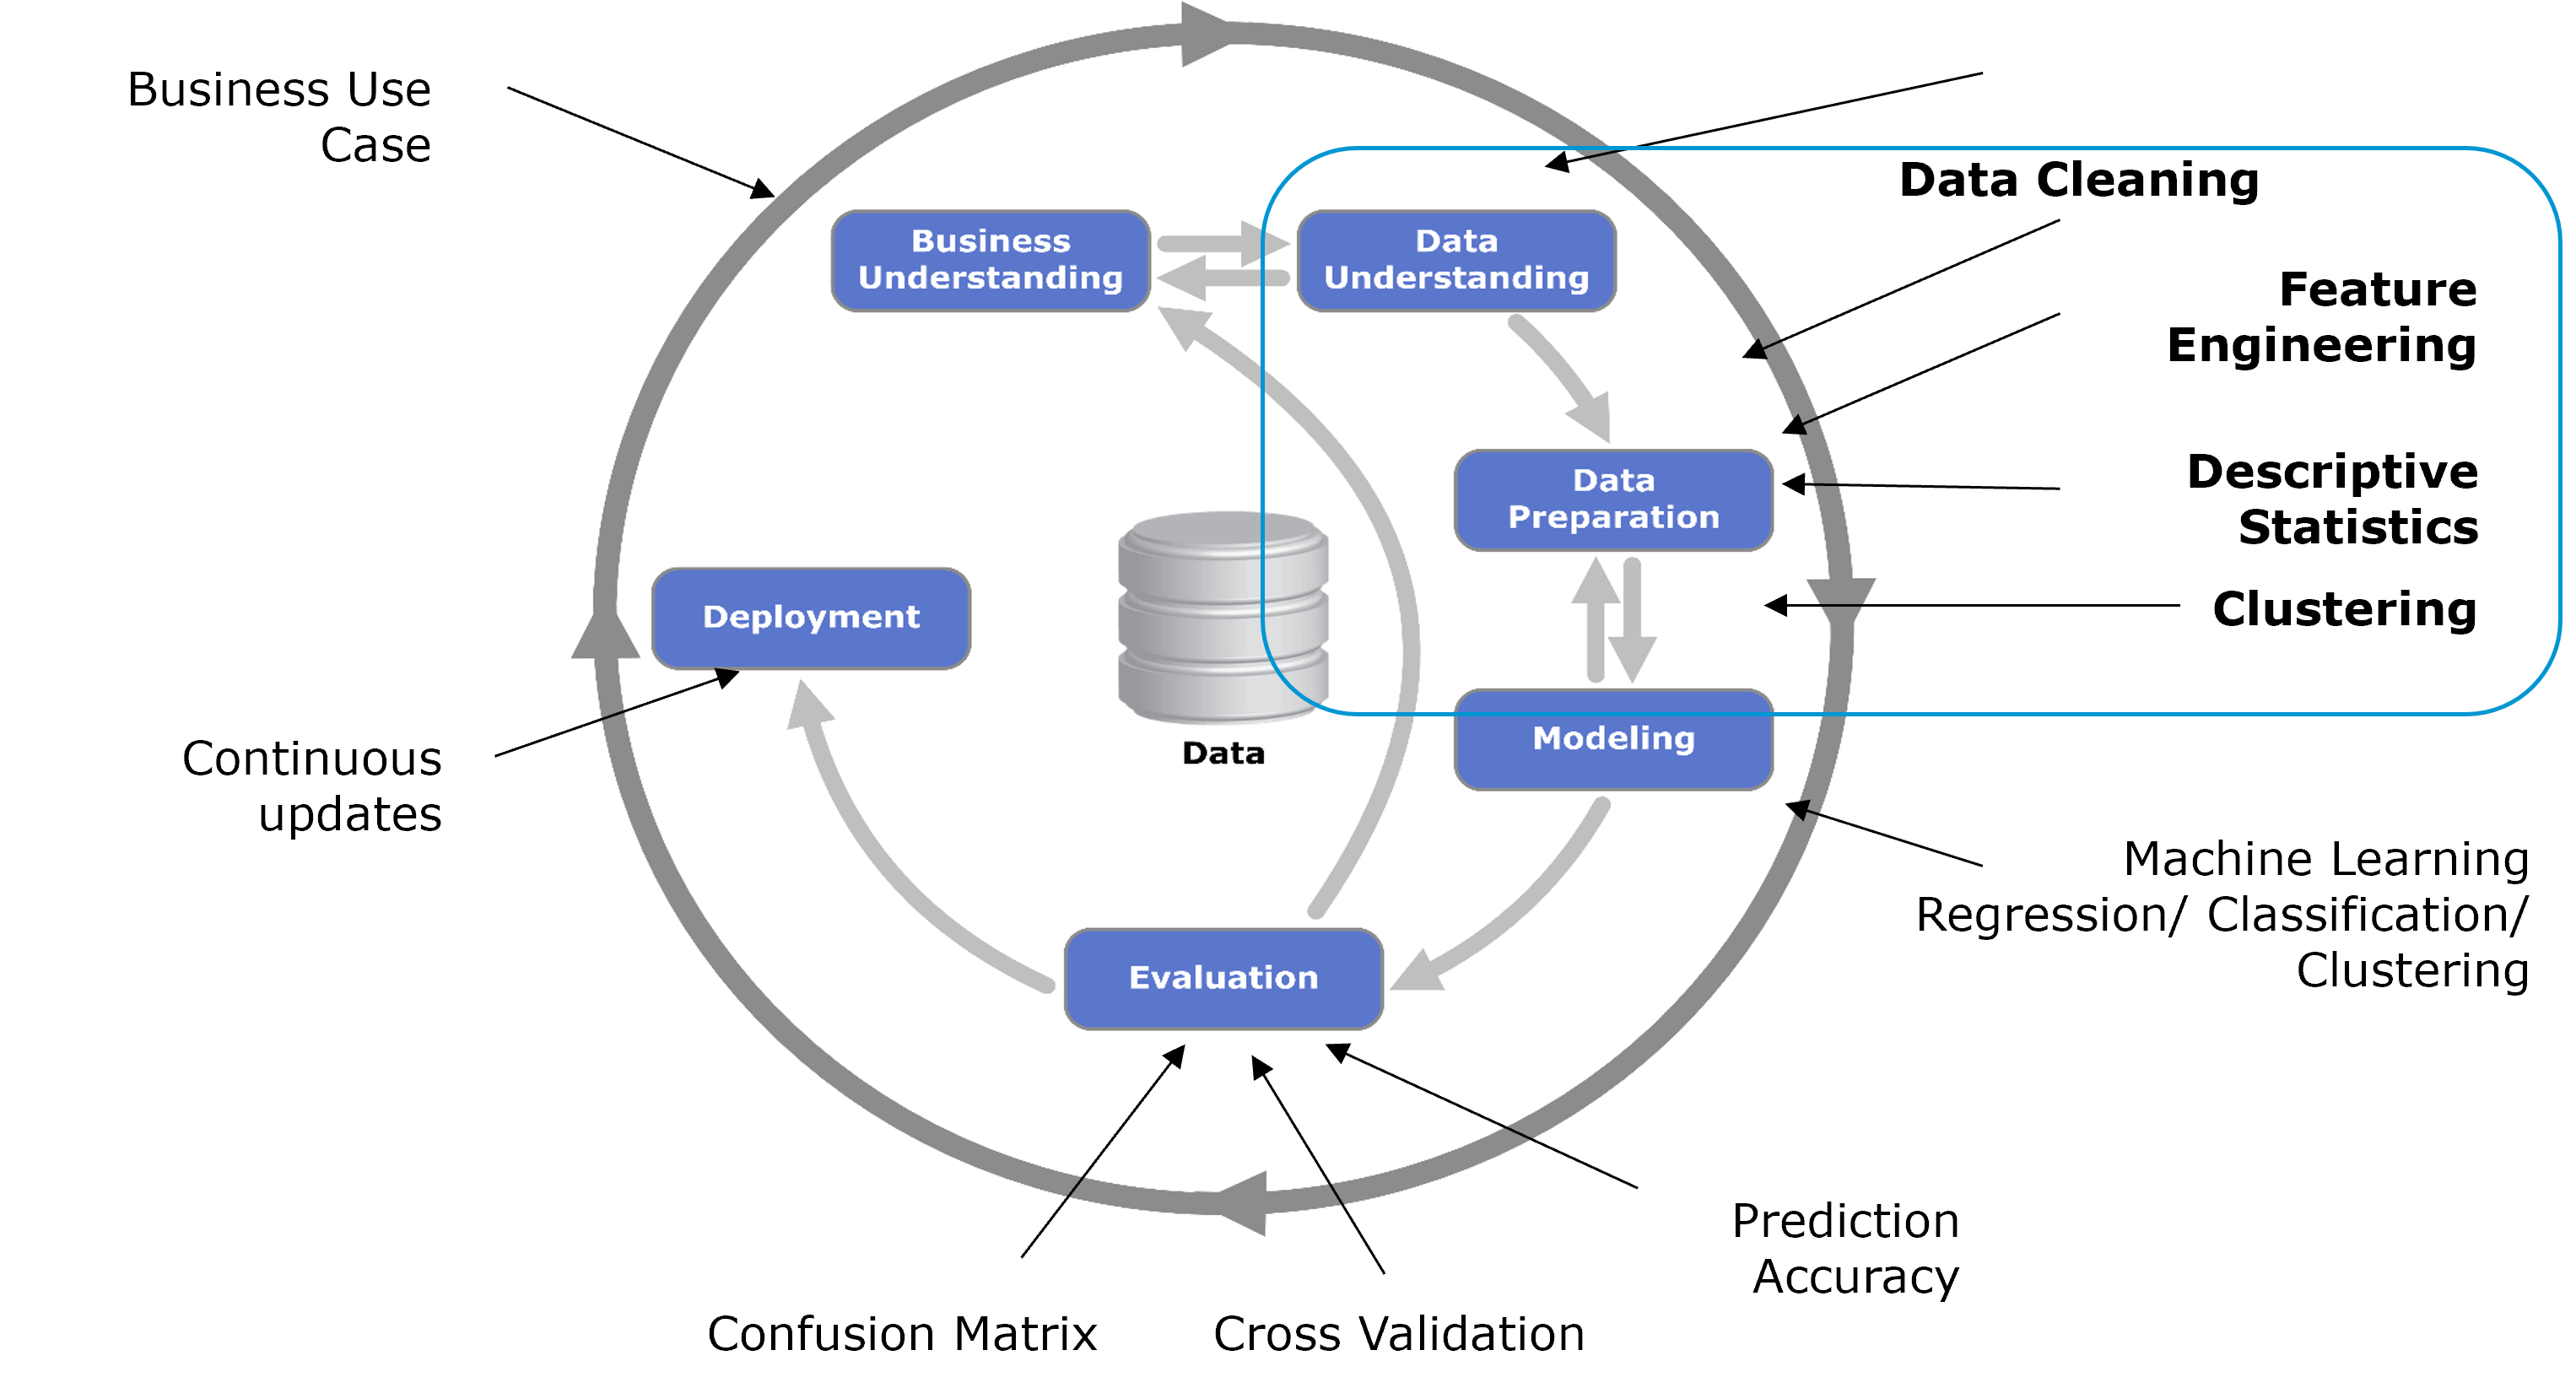 Business Use
Case
Data Cleaning
Business
Understanding
Data
Understanding
Feature
Engineering
Data
Preparation
Descriptive
Statistics
Clustering
Deployment
Data
Modeling
Continuous
updates
Machine Learning
Regression/ Classification/
Clustering
Evaluation
Prediction
Accuracy
Confusion Matrix
Cross Validation